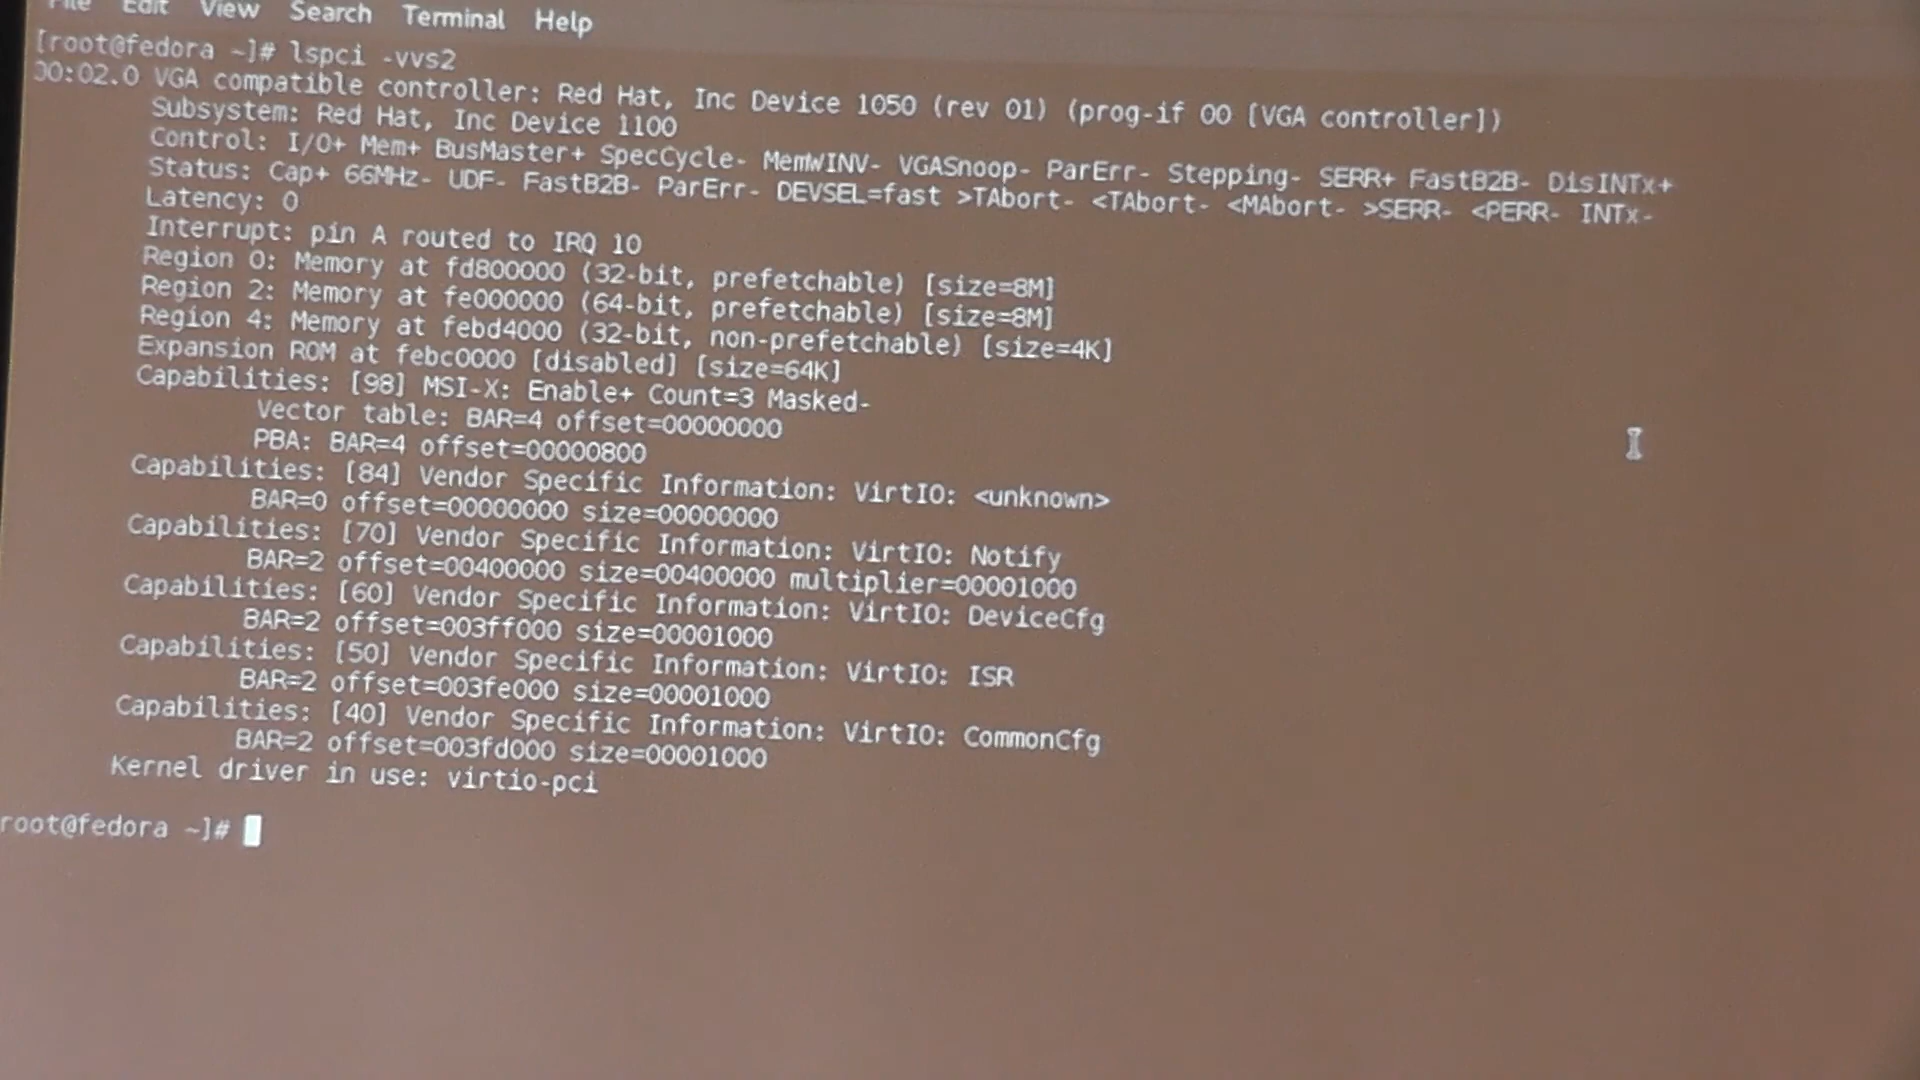 File Edit View Search Terminal Help
[root@fedora ~]# lspci -vvs2
00:02.0 VGA compatible controller: Red Hat, Inc Device 1050 (rev 01) (prog-if 00 [VGA controller])
Subsystem: Red Hat, Inc Device 1100
Control: I/O+ Mem+ BusMaster+ SpecCycle- MemWINV- VGASnoop- ParErr- Stepping- SERR+ FastB2B- DisINTx+
Status: Cap+ 66MHz- UDF- FastB2B- ParErr- DEVSEL=fast >TAbort- <TAbort- <MAbort- >SERR- <PERR- INTx-
Latency: 0
Interrupt: pin A routed to IRQ 10
Region 0: Memory at fd800000 (32-bit, prefetchable) [size=8M]
Region 2: Memory at fe000000 (64-bit, prefetchable) [size=8M]
Region 4: Memory at febd4000 (32-bit, non-prefetchable) [size=4K]
Expansion ROM at febc0000 [disabled] [size=64K]
Capabilities: [98] MSI-X: Enable+ Count=3 Masked-
Vector table: BAR=4 offset=00000000
PBA: BAR=4 offset=00000800
Capabilities: [84] Vendor Specific Information: VirtIO: <unknown>
BAR=0 offset=00000000 size=00000000
Capabilities: [70] Vendor Specific Information: VirtIO: Notify
BAR=2 offset=00400000 size=00400000 multiplier=00001000
Capabilities: [60] Vendor Specific Information: VirtIO: DeviceCfg
BAR=2 offset=003ff000 size=00001000
Capabilities: [50] Vendor Specific Information: VirtIO: ISR
BAR=2 offset=003fe000 size=00001000
Capabilities: [40] Vendor Specific Information: VirtIO: CommonCfg
BAR=2 offset=003fd000 size=00001000
Kernel driver in use: virtio-pci
root@fedora ~]#